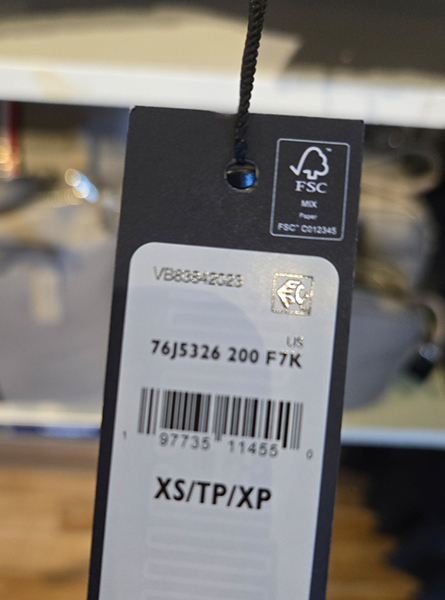 FSC
MIX
Paper
FSC™ C012345
VB83842023
US
76J5326 200 F7K
1 97735 11455 0
XS/TP/XP